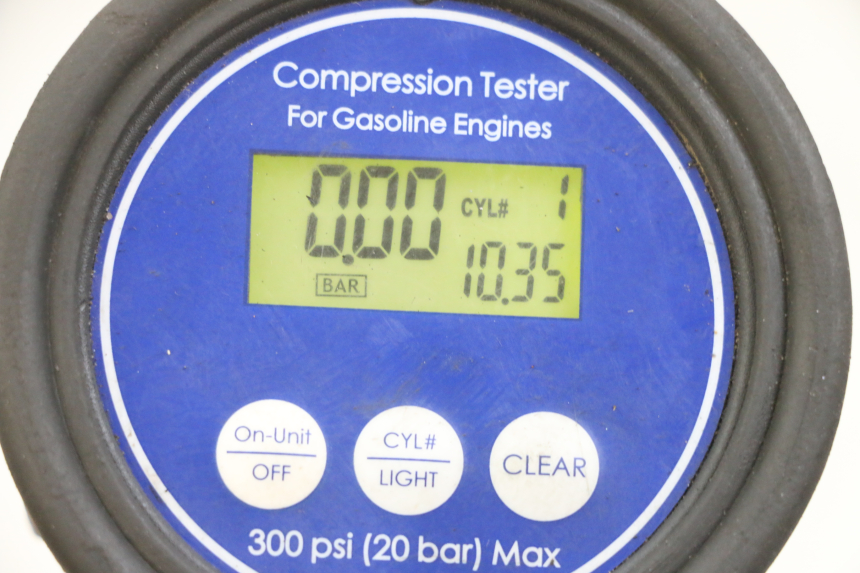 Compression Tester
For Gasoline Engines
0.00 CYL# 1
BAR 10.35
On-Unit
OFF
CYL#
LIGHT
CLEAR
300 psi (20 bar) Max